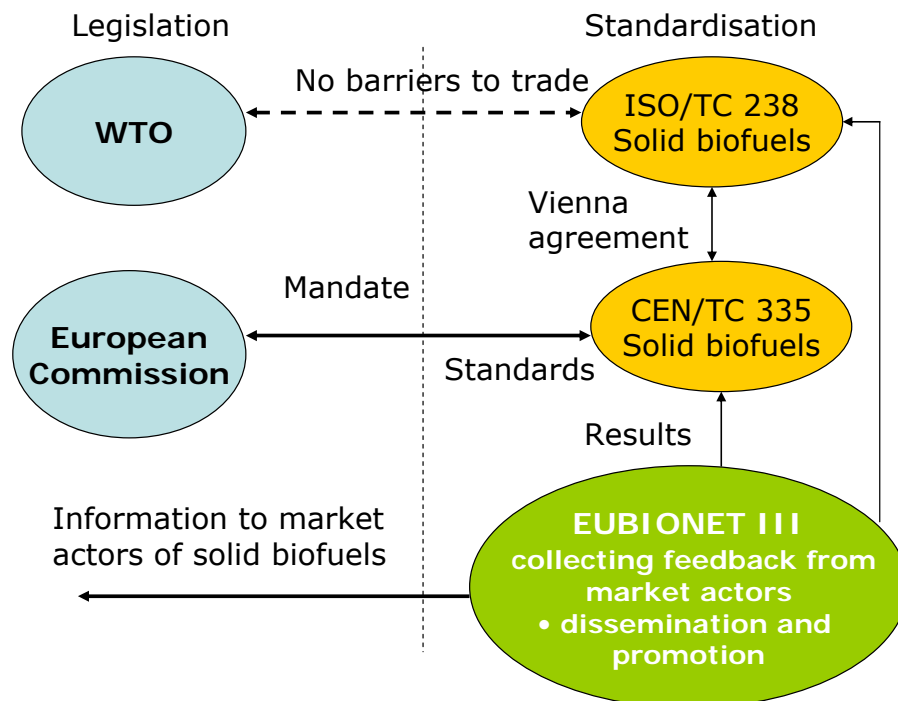 Legislation
Standardisation
No barriers to trade
WTO
ISO/TC 238
Solid biofuels
Vienna
agreement
Mandate
European
Commission
CEN/TC 335
Solid biofuels
Standards
Results
Information to market
actors of solid biofuels
EUBIONET III
collecting feedback from
market actors
• dissemination and
promotion